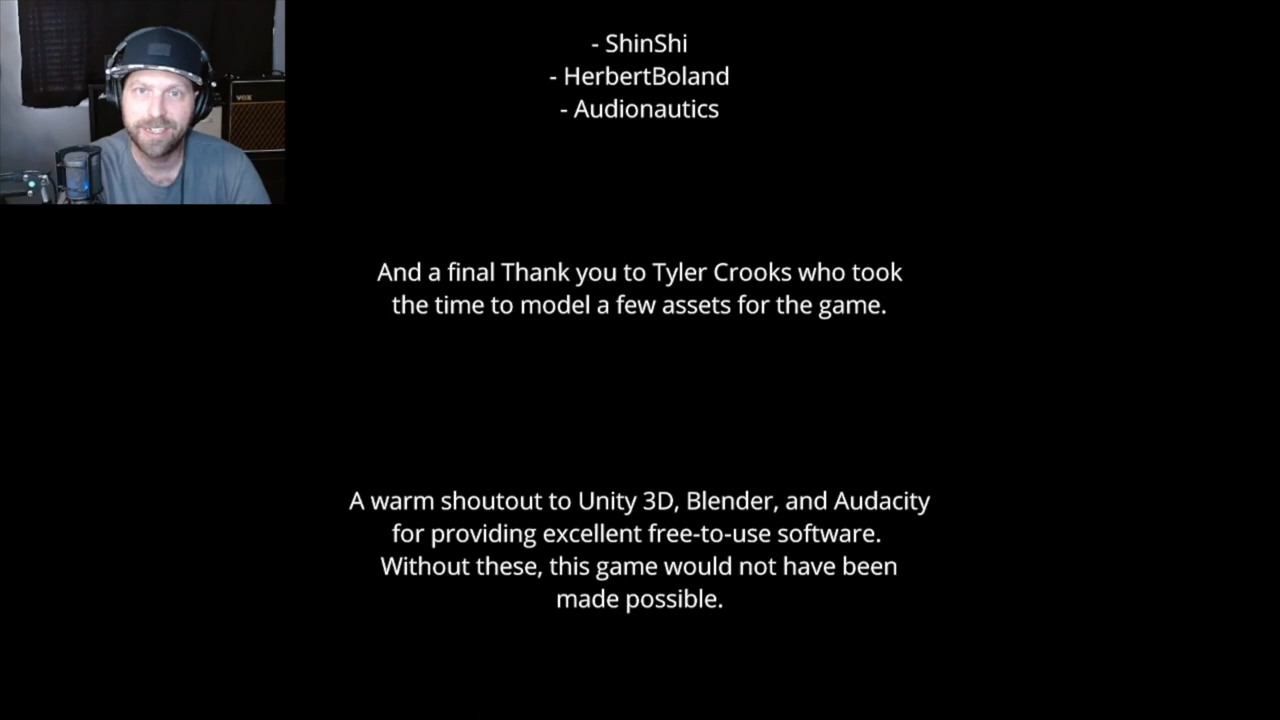 VOX
- ShinShi
- HerbertBoland
- Audionautics
And a final Thank you to Tyler Crooks who took
the time to model a few assets for the game.
A warm shoutout to Unity 3D, Blender, and Audacity
for providing excellent free-to-use software.
Without these, this game would not have been
made possible.